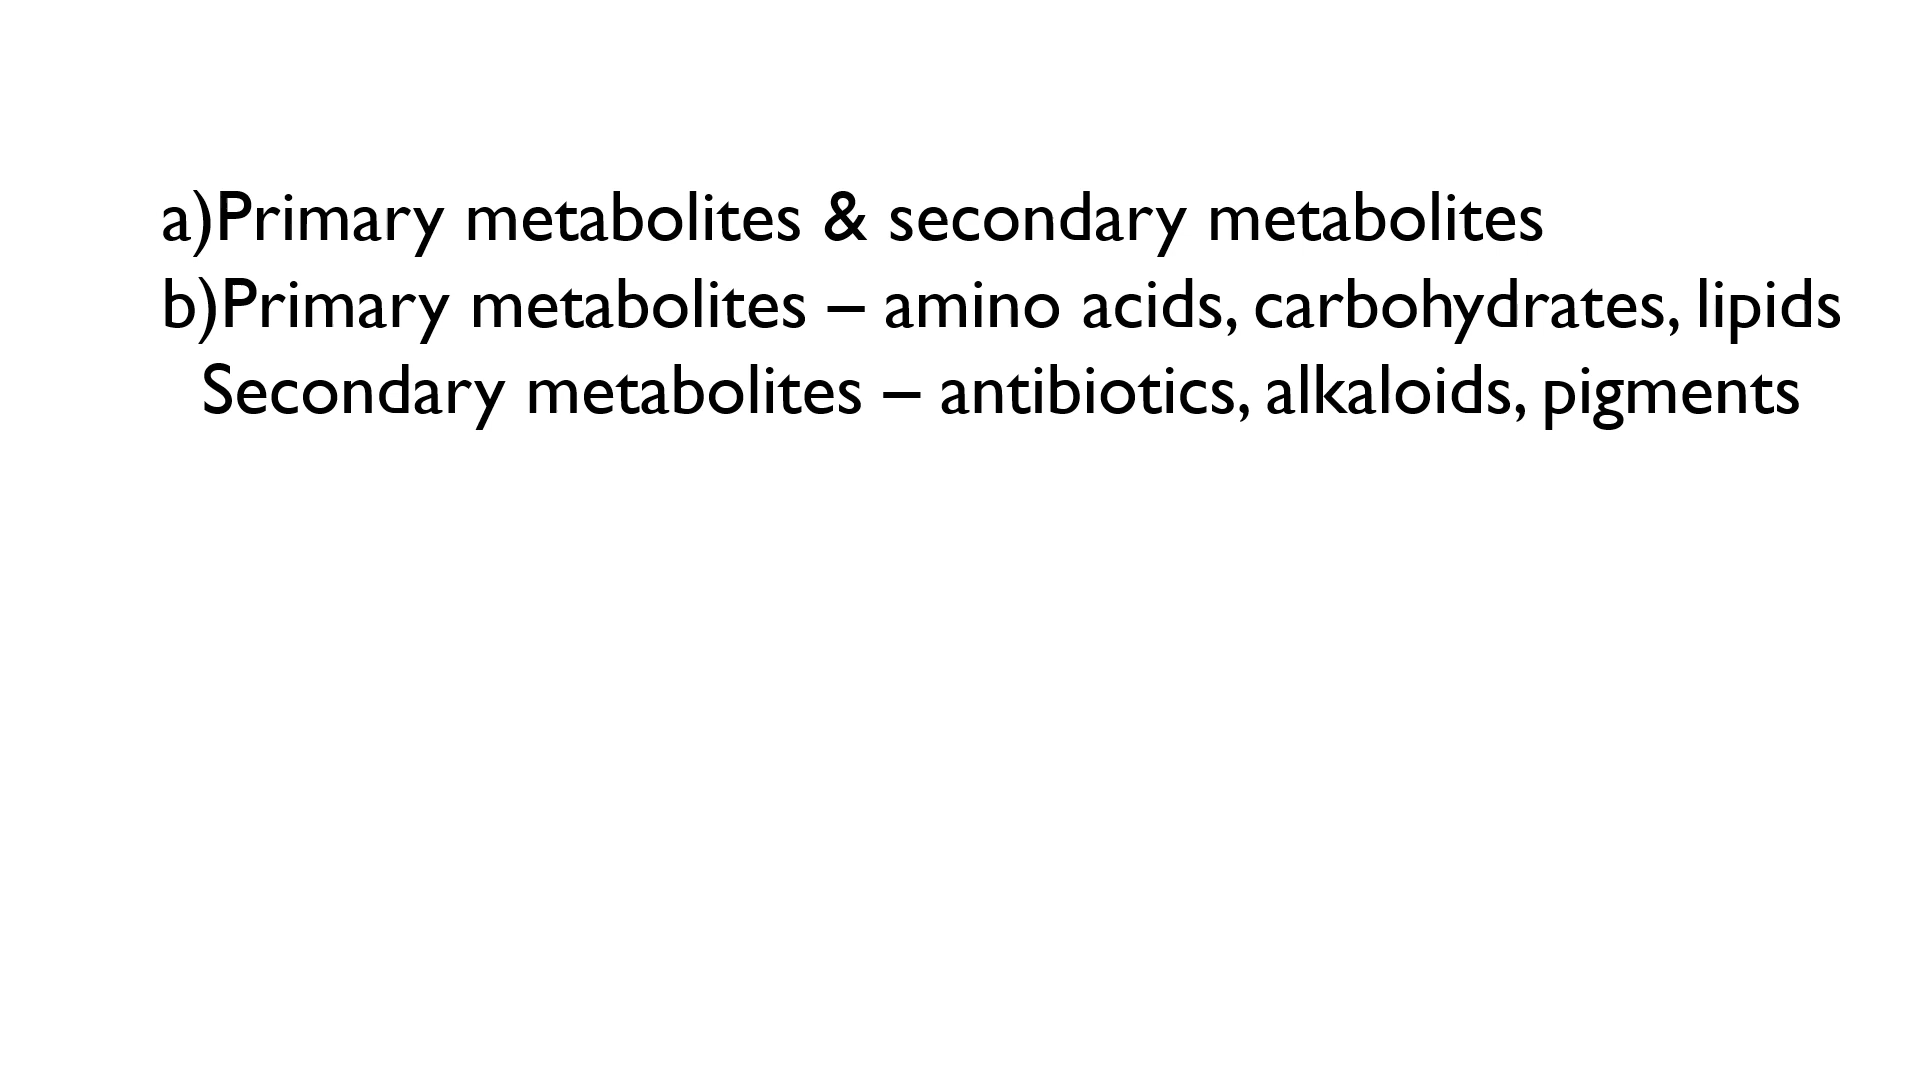 a)Primary metabolites & secondary metabolites
b)Primary metabolites – amino acids, carbohydrates, lipids
Secondary metabolites – antibiotics, alkaloids, pigments